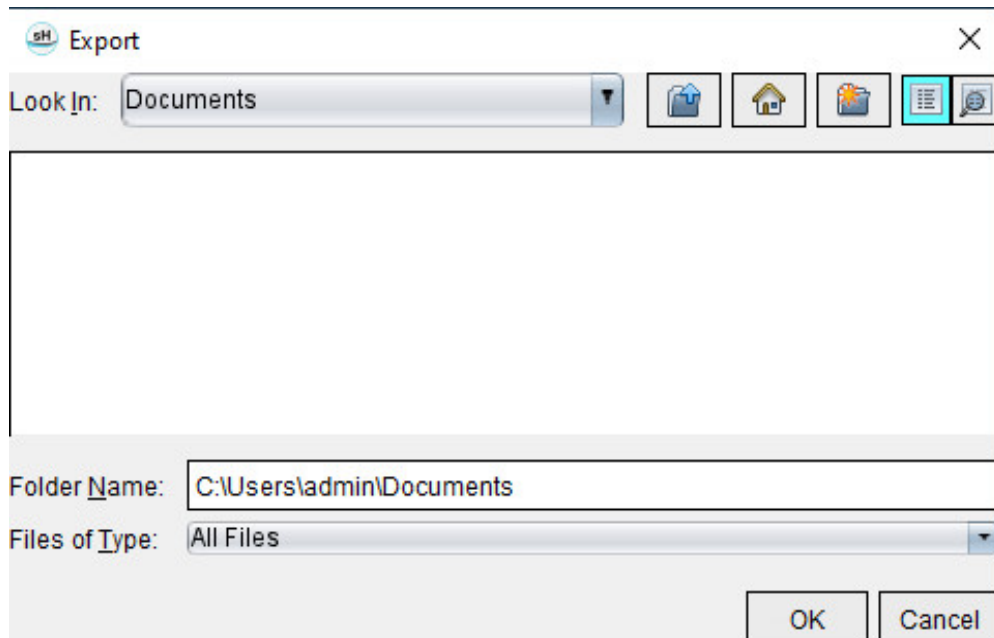 sH Export
Look In: Documents
Folder Name: C:\Users\admin\Documents
Files of Type: All Files
OK Cancel